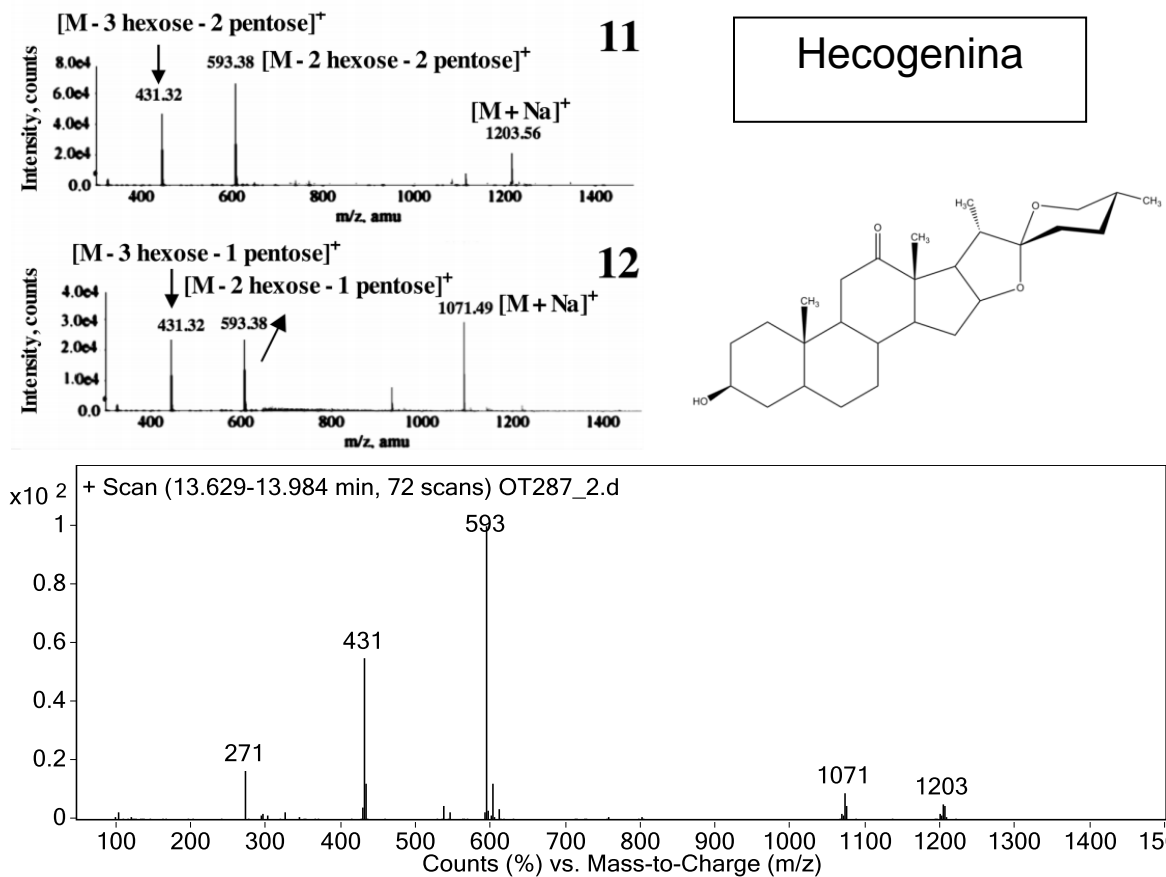 [M - 3 hexose - 2 pentose]+
11
8.0e4
593.38 [M - 2 hexose - 2 pentose]+
431.32
6.0e4
[M + Na]+
1203.56
4.0e4
2.0e4
0.0
Intensity, counts
400 600 800 1000 1200 1400
m/z, amu
[M - 3 hexose - 1 pentose]+
12
[M - 2 hexose - 1 pentose]+
4.0e4
1071.49 [M + Na]+
3.0e4
431.32 593.38
2.0e4
1.0e4
0.0
Intensity, counts
400 600 800 1000 1200 1400
m/z, amu
Hecogenina
H3C
O
CH3
O
CH3
O
CH3
HO
x10 2
+ Scan (13.629-13.984 min, 72 scans) OT287_2.d
1
593
0.8
0.6
431
0.4
0.2
271
1071
1203
0
100 200 300 400 500 600 700 800 900 1000 1100 1200 1300 1400 150
Counts (%) vs. Mass-to-Charge (m/z)